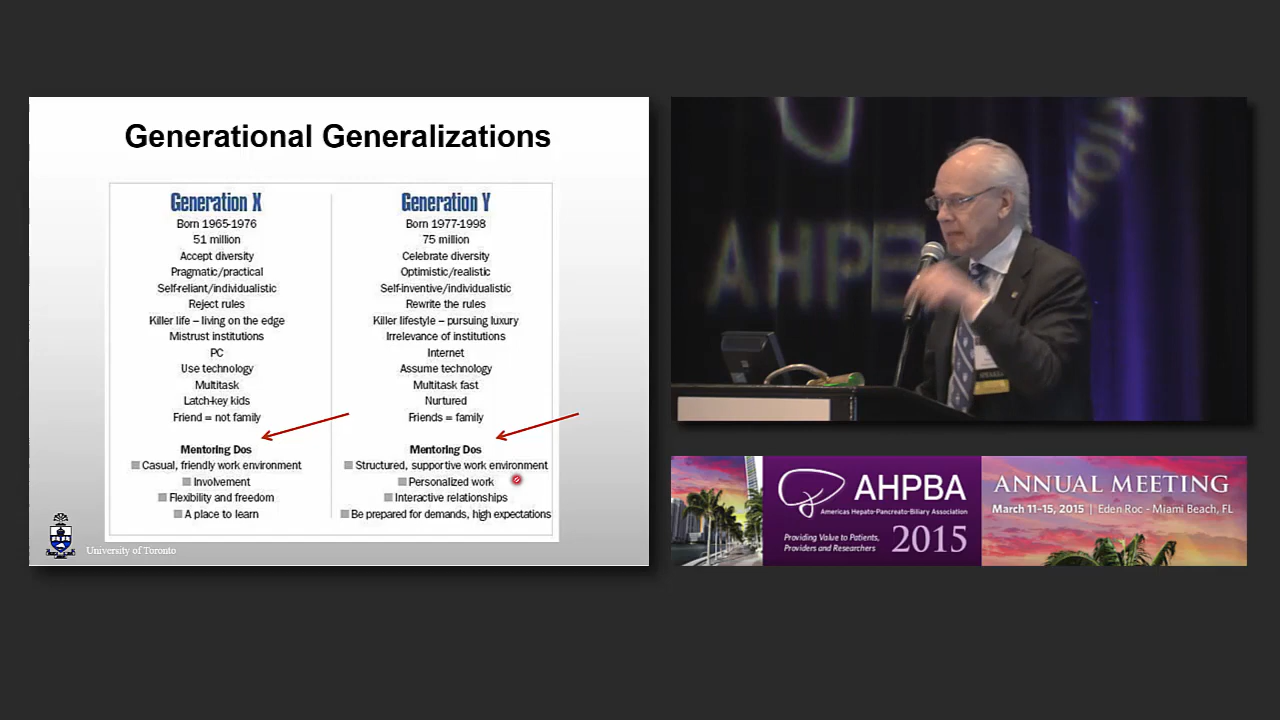 Generational Generalizations
Generation X
Born 1965-1976
51 million
Accept diversity
Pragmatic/practical
Self-reliant/individualistic
Reject rules
Killer life – living on the edge
Mistrust institutions
PC
Use technology
Multitask
Latch-key kids
Friend = not family
Mentoring Dos
Casual, friendly work environment
Involvement
Flexibility and freedom
A place to learn
Generation Y
Born 1977-1998
75 million
Celebrate diversity
Optimistic/realistic
Self-inventive/individualistic
Rewrite the rules
Killer lifestyle – pursuing luxury
Irrelevance of institutions
Internet
Assume technology
Multitask fast
Nurtured
Friends = family
Mentoring Dos
Structured, supportive work environment
Personalized work
Interactive relationships
Be prepared for demands, high expectations
University of Toronto
AHPB
AHPBA
Americas Hepato-Pancreato-Biliary Association
Providing Value to Patients,
Providers and Researchers
2015
ANNUAL MEETING
March 11-15, 2015 | Eden Roc - Miami Beach, FL